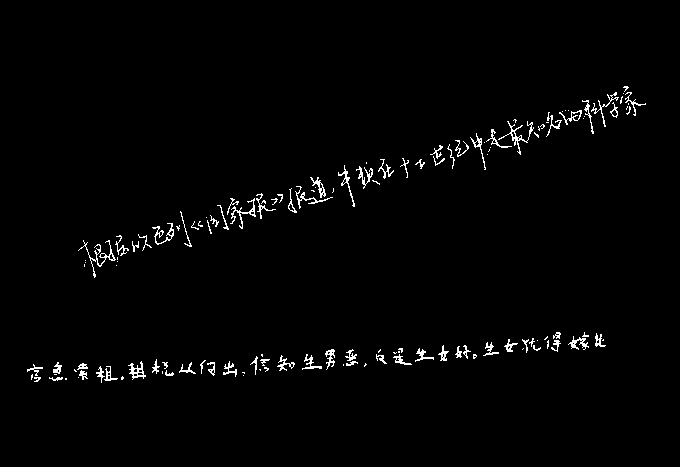 根据以色列《国家报》报道,牛顿在十七世纪中是最知名的科学家
官急索租。租税从何出,信知生男恶,反是生女好。生女犹得嫁比